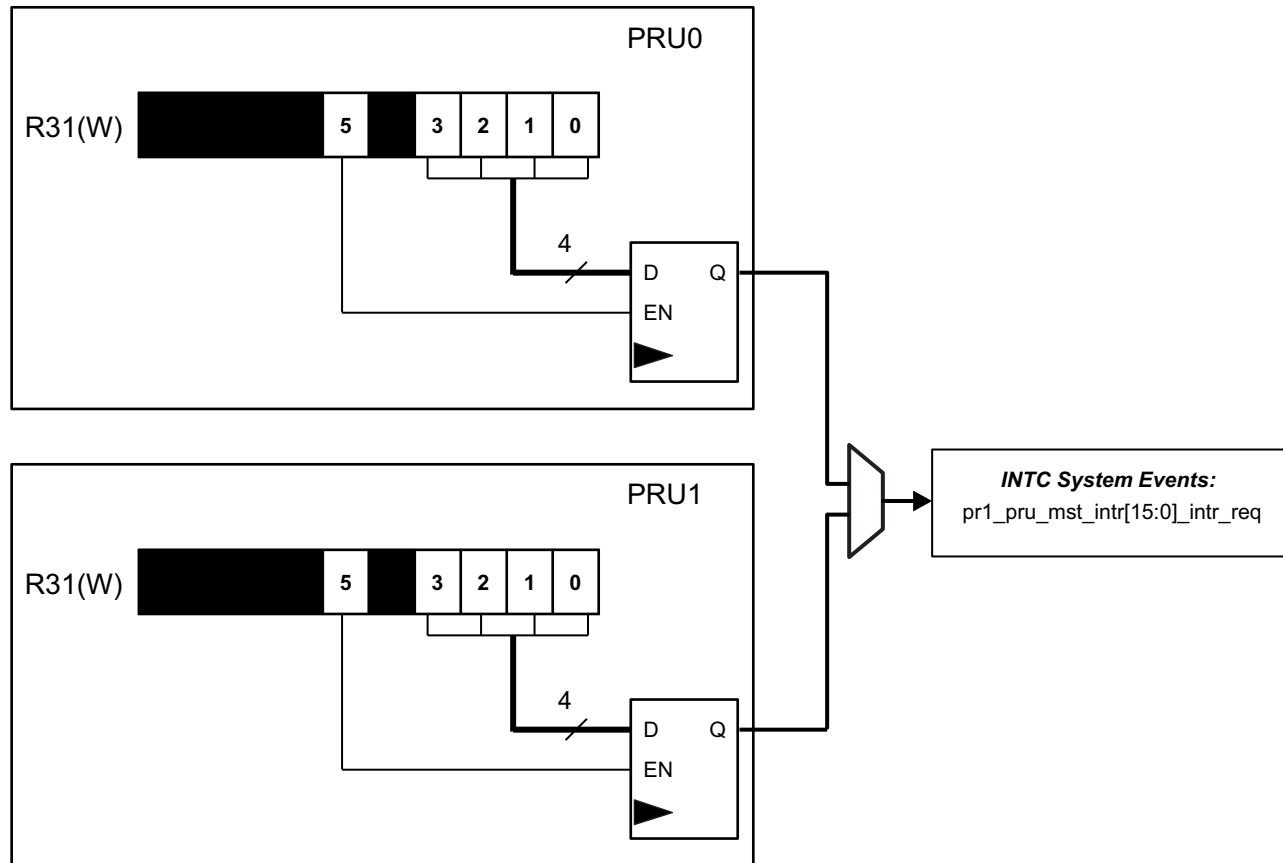 PRU0
R31(W)
5 3 2 1 0
4
D Q
EN
PRU1
R31(W)
5 3 2 1 0
4
D Q
EN
INTC System Events:
pr1_pru_mst_intr[15:0]_intr_req